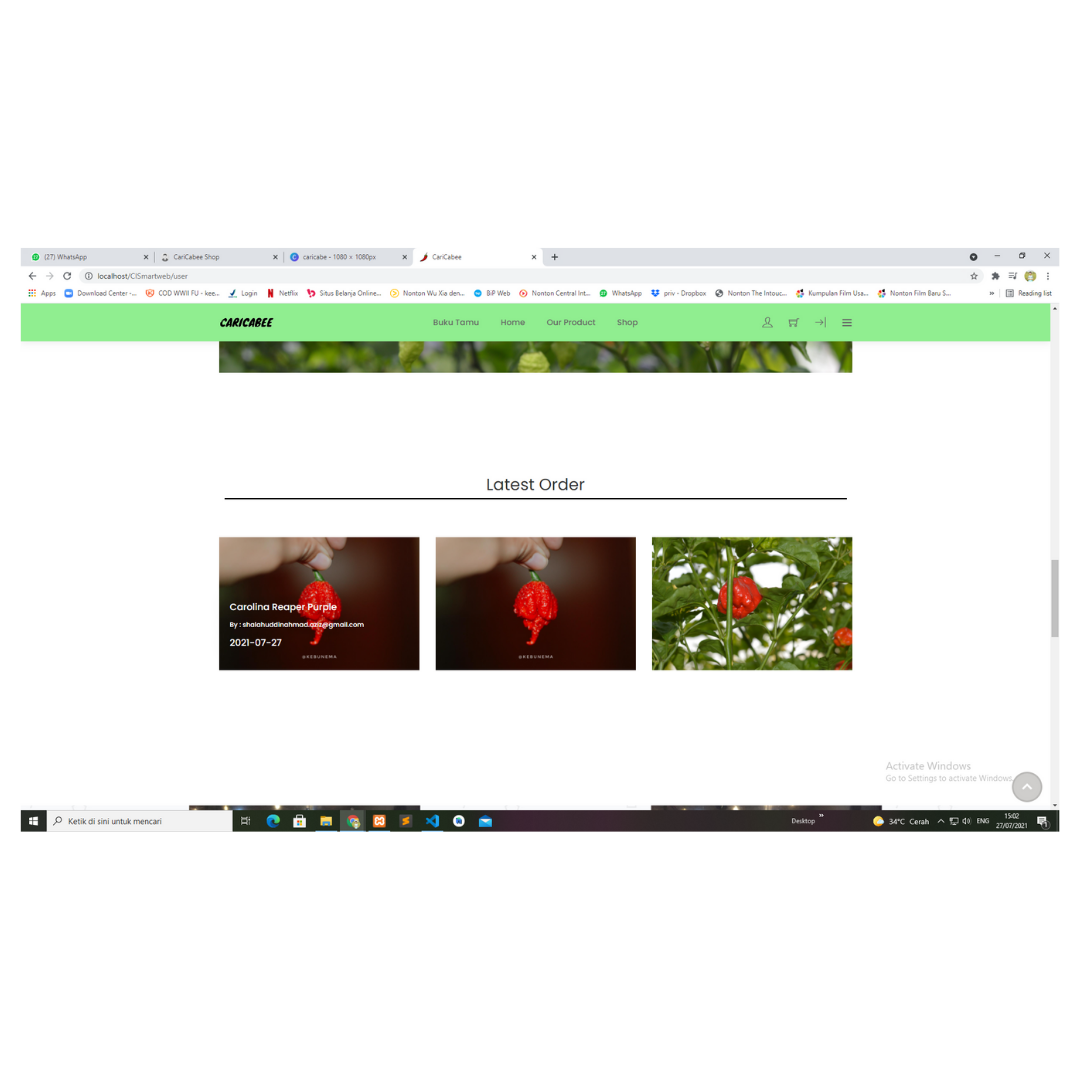 (27) WhatsApp
CariCabee Shop
caricabe - 1080 × 1080px
CariCabee
localhost/CISmartweb/user
Apps
Download Center -...
COD WWII FU - kee...
Login
Netflix
Situs Belanja Online...
Nonton Wu Xia den...
BiP Web
Nonton Central Int...
WhatsApp
priv - Dropbox
Nonton The Intouc...
Kumpulan Film Usa...
Nonton Film Baru S...
»
Reading list
CARICABEE
Buku Tamu
Home
Our Product
Shop
Latest Order
Carolina Reaper Purple
By : shalahuddinahmad.aziz@gmail.com
2021-07-27
@KEBUNEMA
@KEBUNEMA
Activate Windows
Go to Settings to activate Windows.
Ketik di sini untuk mencari
Desktop
»
34°C Cerah
ENG
15:02
27/07/2021